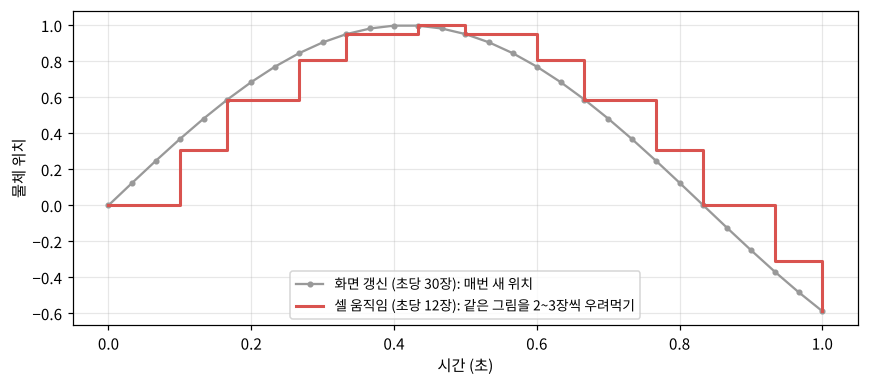 1.0
0.8
0.6
0.4
0.2
0.0
−0.2
−0.4
−0.6
물체 위치
화면 갱신 (초당 30장): 매번 새 위치
셀 움직임 (초당 12장): 같은 그림을 2~3장씩 우려먹기
0.0 0.2 0.4 0.6 0.8 1.0
시간 (초)